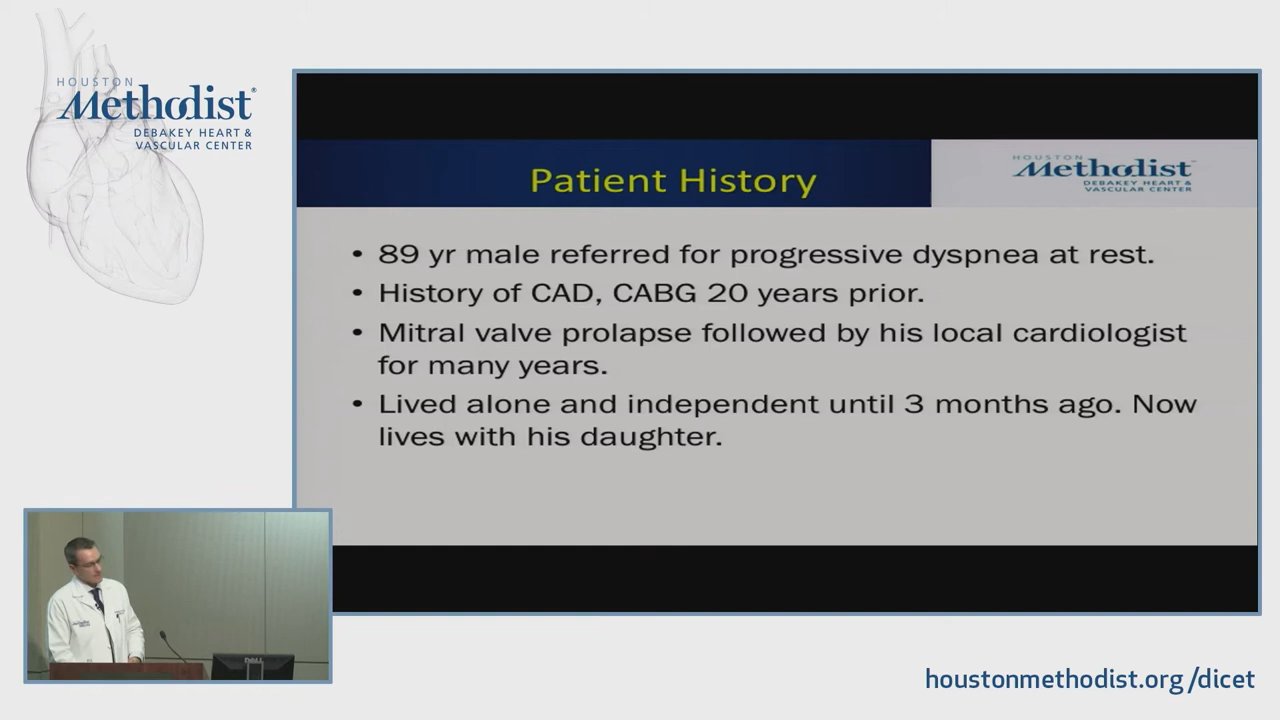 HOUSTON
Methodist®
DEBAKEY HEART &
VASCULAR CENTER
Patient History
HOUSTON
Methodist
DEBAKEY HEART &
VASCULAR CENTER
• 89 yr male referred for progressive dyspnea at rest.
• History of CAD, CABG 20 years prior.
• Mitral valve prolapse followed by his local cardiologist
for many years.
• Lived alone and independent until 3 months ago. Now
lives with his daughter.
DELL
houstonmethodist.org/dicet